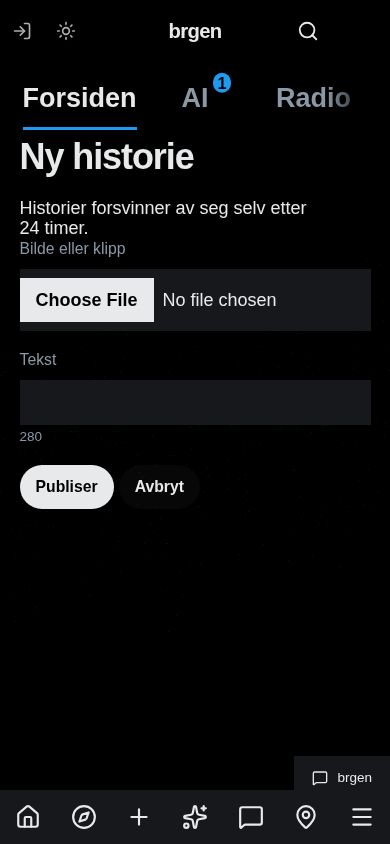 brgen
Forsiden
AI
1
Radio
Ny historie
Historier forsvinner av seg selv etter
24 timer.
Bilde eller klipp
Choose File
No file chosen
Tekst
280
Publiser
Avbryt
brgen